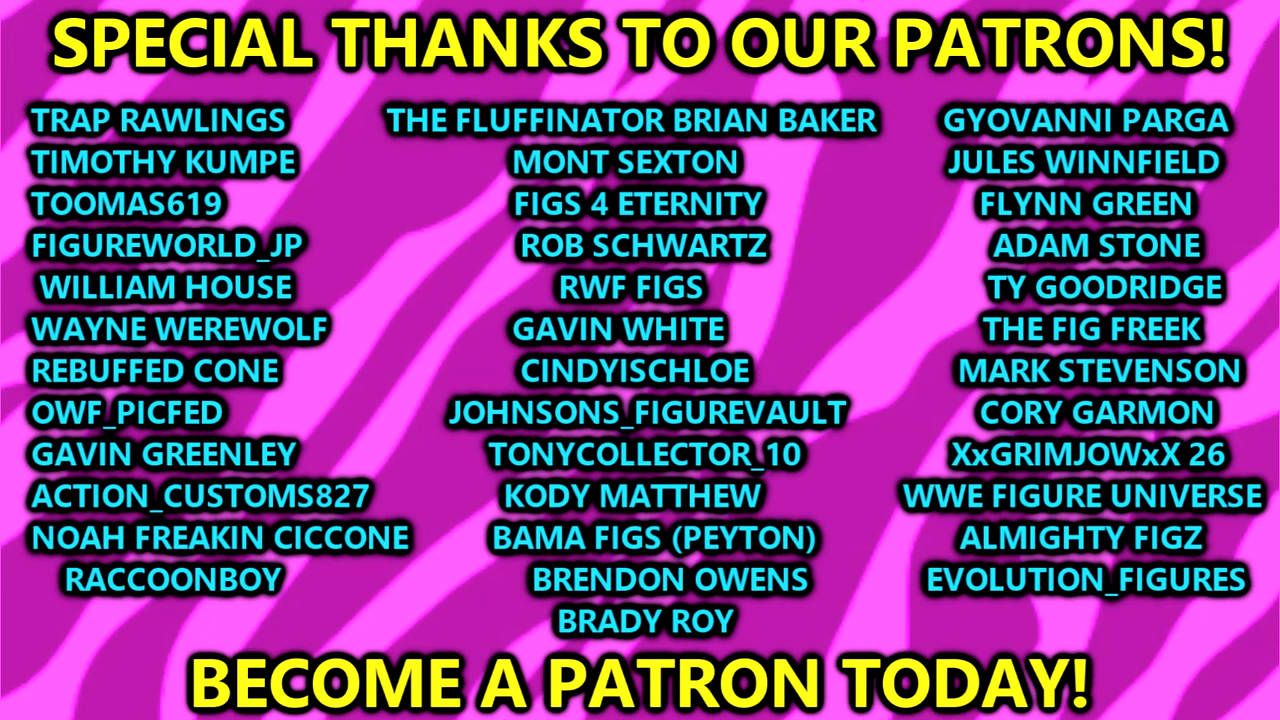 SPECIAL THANKS TO OUR PATRONS!
TRAP RAWLINGS
TIMOTHY KUMPE
TOOMAS619
FIGUREWORLD_JP
WILLIAM HOUSE
WAYNE WEREWOLF
REBUFFED CONE
OWF_PICFED
GAVIN GREENLEY
ACTION_CUSTOMS827
NOAH FREAKIN CICCONE
RACCOONBOY
THE FLUFFINATOR BRIAN BAKER
MONT SEXTON
FIGS 4 ETERNITY
ROB SCHWARTZ
RWF FIGS
GAVIN WHITE
CINDYISCHLOE
JOHNSONS_FIGUREVAULT
TONYCOLLECTOR_10
KODY MATTHEW
BAMA FIGS (PEYTON)
BRENDON OWENS
BRADY ROY
GYOVANNI PARGA
JULES WINNFIELD
FLYNN GREEN
ADAM STONE
TY GOODRIDGE
THE FIG FREEK
MARK STEVENSON
CORY GARMON
XxGRIMJOWxX 26
WWE FIGURE UNIVERSE
ALMIGHTY FIGZ
EVOLUTION_FIGURES
BECOME A PATRON TODAY!